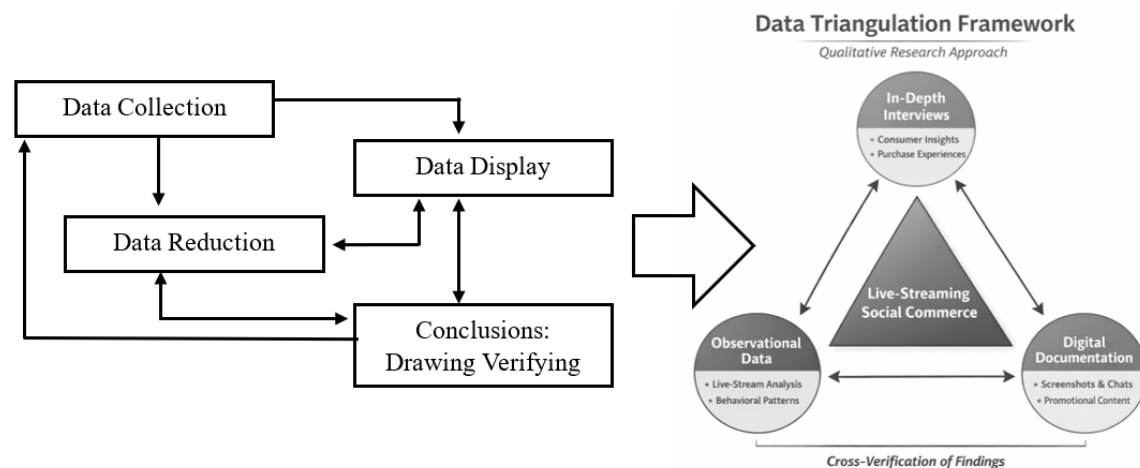 Data Collection
Data Display
Data Reduction
Conclusions:
Drawing Verifying
Data Triangulation Framework
Qualitative Research Approach
In-Depth
Interviews
• Consumer Insights
• Purchase Experiences
Live-Streaming
Social Commerce
Observational
Data
• Live-Stream Analysis
• Behavioral Patterns
Digital
Documentation
• Screenshots & Chats
• Promotional Content
Cross-Verification of Findings